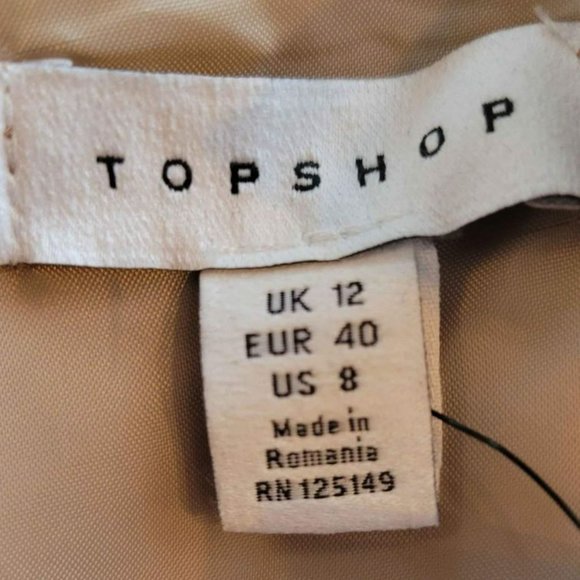 TOPSHOP
UK 12
EUR 40
US 8
Made in
Romania
RN 125149